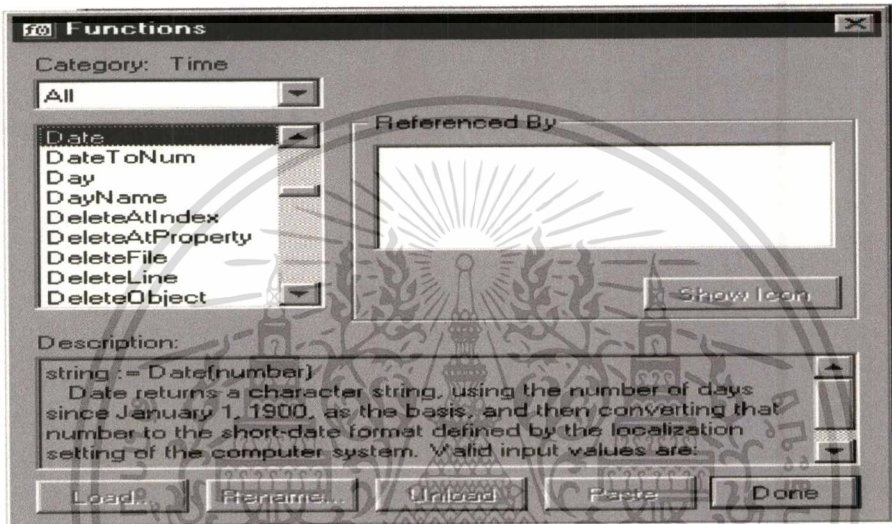 f(x) Functions
Category: Time
All
Date
DateToNum
Day
DayName
DeleteAtIndex
DeleteAtProperty
DeleteFile
DeleteLine
DeleteObject
Referenced By
Show Icon
Description:
string := Date(number)
Date returns a character string, using the number of days
since January 1, 1900, as the basis, and then converting that
number to the short-date format defined by the localization
setting of the computer system. Valid input values are:
Load... Rename... Unload Paste Done